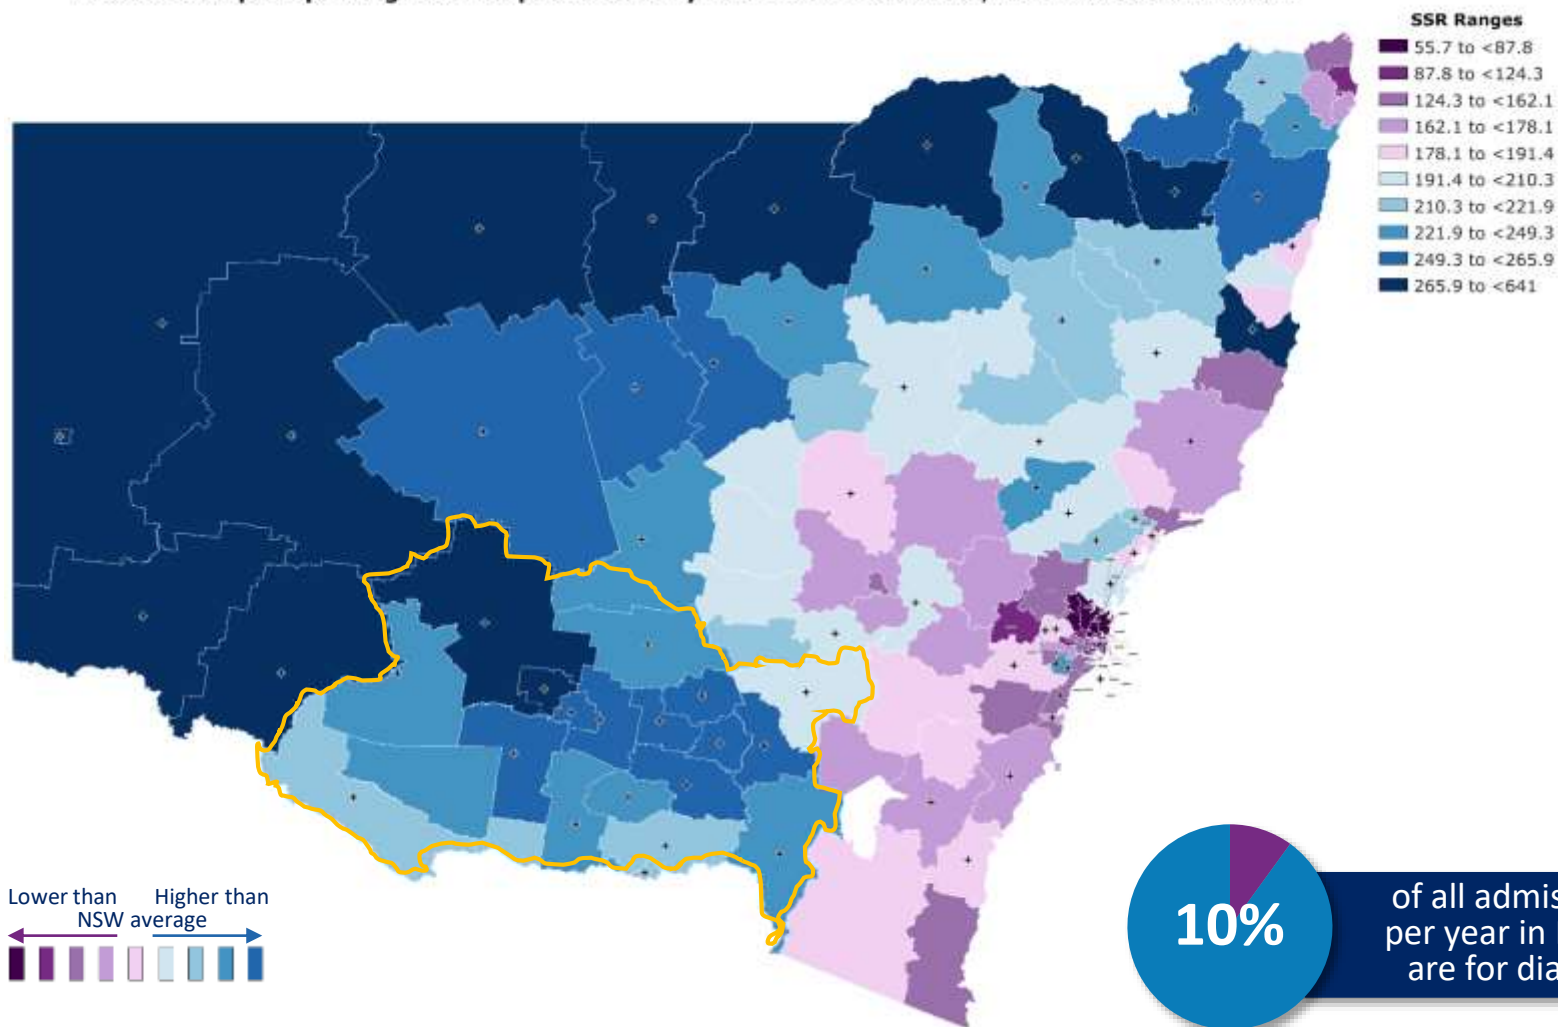 SSR Ranges
55.7 to <87.8
87.8 to <124.3
124.3 to <162.1
162.1 to <178.1
178.1 to <191.4
191.4 to <210.3
210.3 to <221.9
221.9 to <249.3
249.3 to <265.9
265.9 to <641
Lower than Higher than
NSW average
10%
of all admis
per year in
are for dia